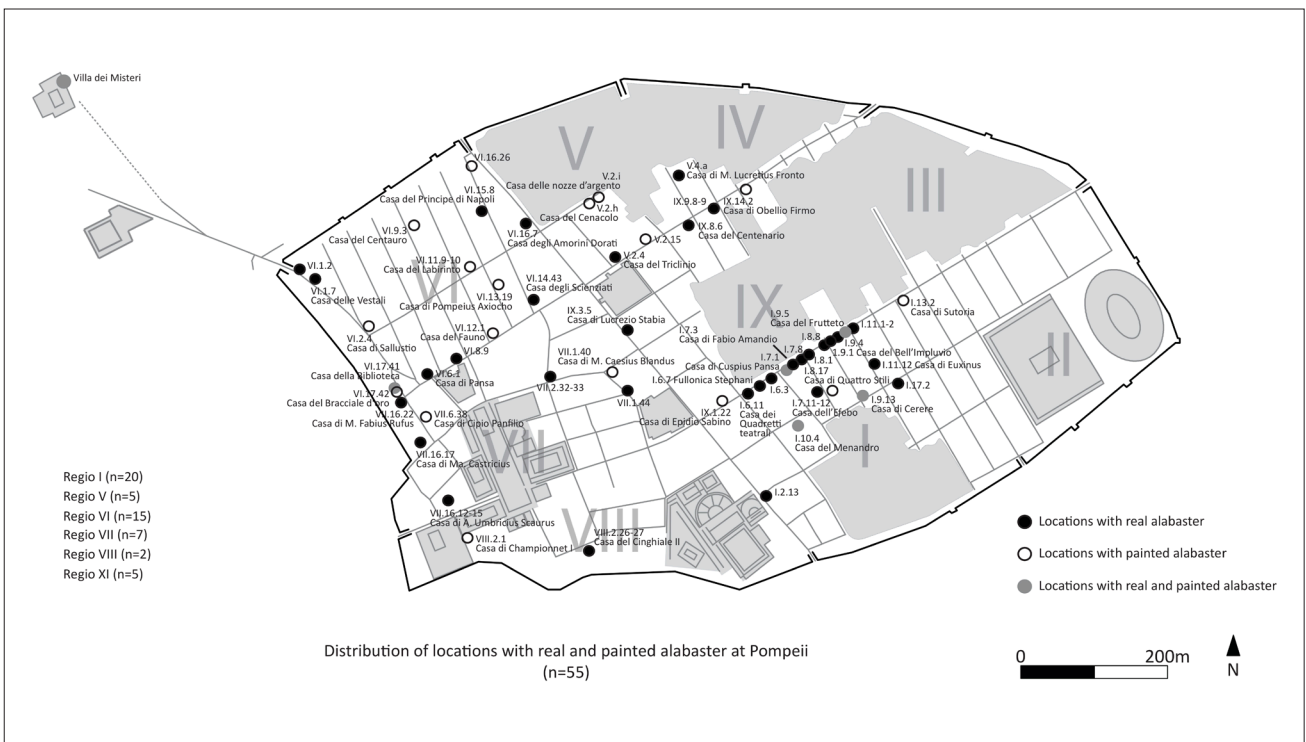 Villa dei Misteri
V
IV
III
VI.16.26
V.4.a
Casa di M. Lucretius Fronto
V.2.i
Casa delle nozze d'argento
VI.15.8
Casa del Principe di Napoli
V.2.h
Casa del Cenacolo
IX.9.8-9
IX.14.2
Casa di Obellio Firmo
VI.9.3
Casa del Centauro
VI.16.7
Casa degli Amorini Dorati
IX.8.6
Casa del Centenario
V.2.15
V.2.4
Casa del Triclinio
VI.1.2
VI.11.9-10
Casa del Labirinto
VI
VI.1.7
Casa delle Vestali
VI.14.43
Casa degli Scienziati
VI.13.19
Casa di Pompeius Axiocho
IX
I.13.2
Casa di Sutoria
IX.3.5
Casa di Lucrezio Stabia
I.9.5
Casa del Frutteto
I.11.1-2
VI.2.4
Casa di Sallustio
VI.12.1
Casa del Fauno
I.7.3
Casa di Fabio Amandio
I.8.8
I.9.4
1.9.1 Casa del Bell'Impluvio
II
VI.8.9
VII.1.40
Casa di M. Caesius Blandus
I.7.1
I.7.8
I.8.1
Casa di Cuspius Pansa
I.11.12 Casa di Euxinus
VI.17.41
Casa della Biblioteca
VI.6.1
Casa di Pansa
VII.2.32-33
I.6.7 Fullonica Stephani
I.6.3
I.8.17
Casa di Quattro Stili
I.17.2
VI.17.42
Casa del Bracciale d'oro
VII.1.44
IX.1.22
Casa di Epidio Sabino
I.6.11
Casa dei
Quadretti
teatrali
I.7.11-12
Casa dell'Efebo
I.9.13
Casa di Cerere
VII.16.22
Casa di M. Fabius Rufus
VII.6.38
Casa di Cipio Panfilio
I.10.4
Casa del Menandro
I
VII
VII.16.17
Casa di Ma. Castricius
I.2.13
VII.16.12-15
Casa di A. Umbricius Scaurus
VIII
VIII.2.1
Casa di Championnet I
VIII.2.26-27
Casa del Cinghiale II
Regio I (n=20)
Regio V (n=5)
Regio VI (n=15)
Regio VII (n=7)
Regio VIII (n=2)
Regio XI (n=5)
Locations with real alabaster
Locations with painted alabaster
Locations with real and painted alabaster
Distribution of locations with real and painted alabaster at Pompeii
(n=55)
0 200m
N